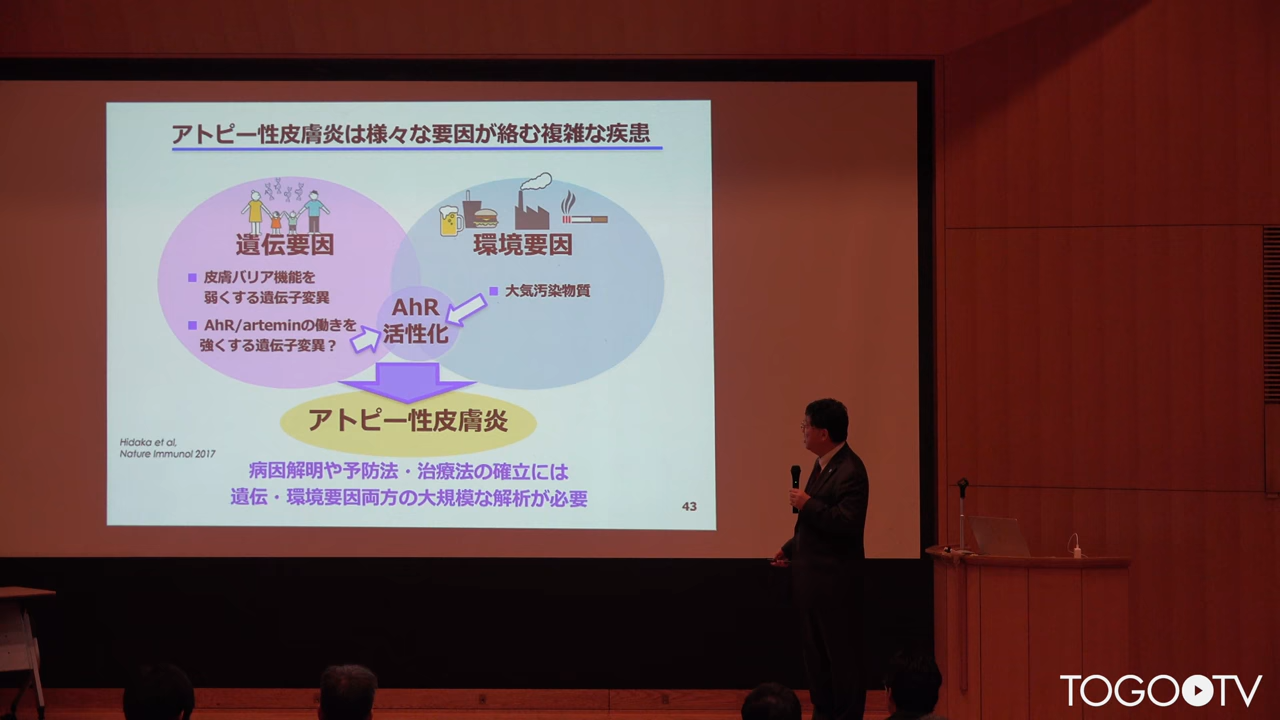 アトピー性皮膚炎は様々な要因が絡む複雑な疾患
遺伝要因
環境要因
■ 皮膚バリア機能を
弱くする遺伝子変異
■ AhR/arteminの働きを
強くする遺伝子変異？
■ 大気汚染物質
AhR
活性化
アトピー性皮膚炎
Hidaka et al,
Nature Immunol 2017
病因解明や予防法・治療法の確立には
遺伝・環境要因両方の大規模な解析が必要
43
TOGOTV